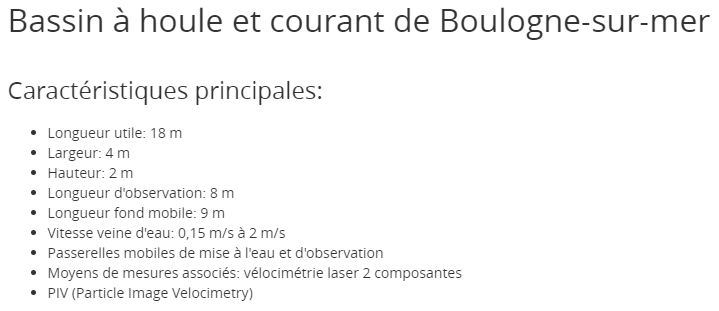 Bassin à houle et courant de Boulogne-sur-mer
Caractéristiques principales:
• Longueur utile: 18 m
• Largeur: 4 m
• Hauteur: 2 m
• Longueur d'observation: 8 m
• Longueur fond mobile: 9 m
• Vitesse veine d'eau: 0,15 m/s à 2 m/s
• Passerelles mobiles de mise à l'eau et d'observation
• Moyens de mesures associés: vélocimétrie laser 2 composantes
• PIV (Particle Image Velocimetry)